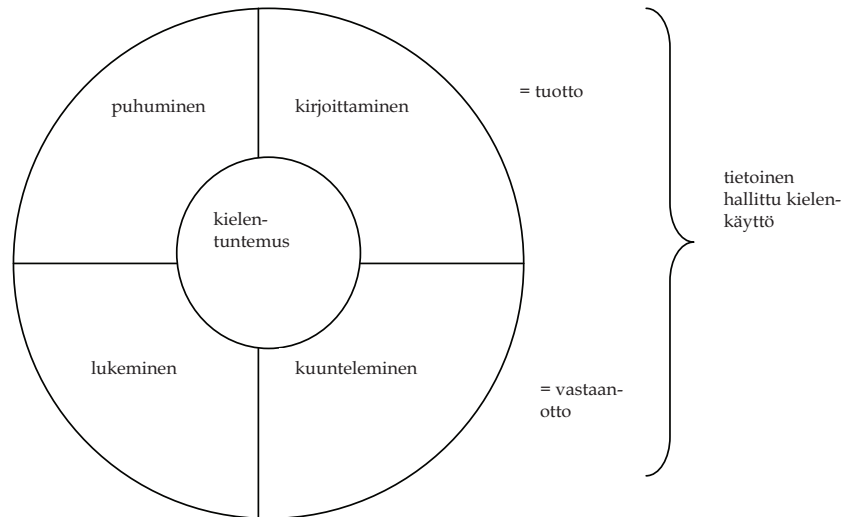 puhuminen
kirjoittaminen
= tuotto
kielen-
tuntemus
tietoinen
hallittu kielen-
käyttö
lukeminen
kuunteleminen
= vastaan-
otto